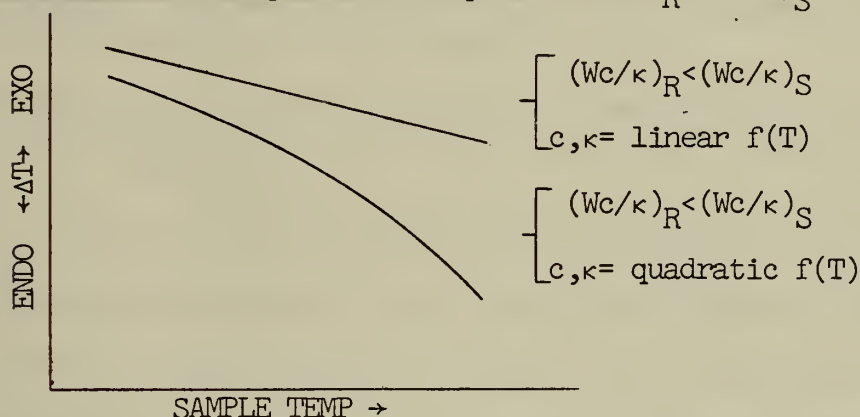 R S
(Wc/κ)R<(Wc/κ)S
c,κ= linear f(T)
(Wc/κ)R<(Wc/κ)S
c,κ= quadratic f(T)
ENDO ←ΔT→ EXO
SAMPLE TEMP →